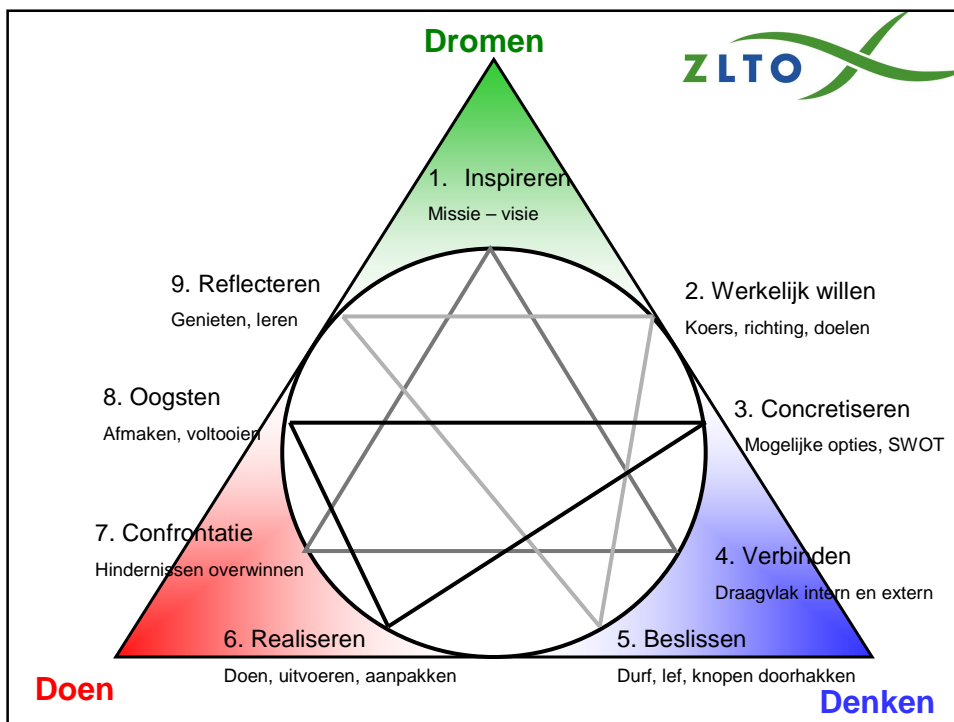 Dromen
ZLTO
1. Inspireren
Missie – visie
9. Reflecteren
Genieten, leren
2. Werkelijk willen
Koers, richting, doelen
8. Oogsten
Afmaken, voltooien
3. Concretiseren
Mogelijke opties, SWOT
7. Confrontatie
Hindernissen overwinnen
4. Verbinden
Draagvlak intern en extern
6. Realiseren
Doen, uitvoeren, aanpakken
5. Beslissen
Durf, lef, knopen doorhakken
Doen
Denken